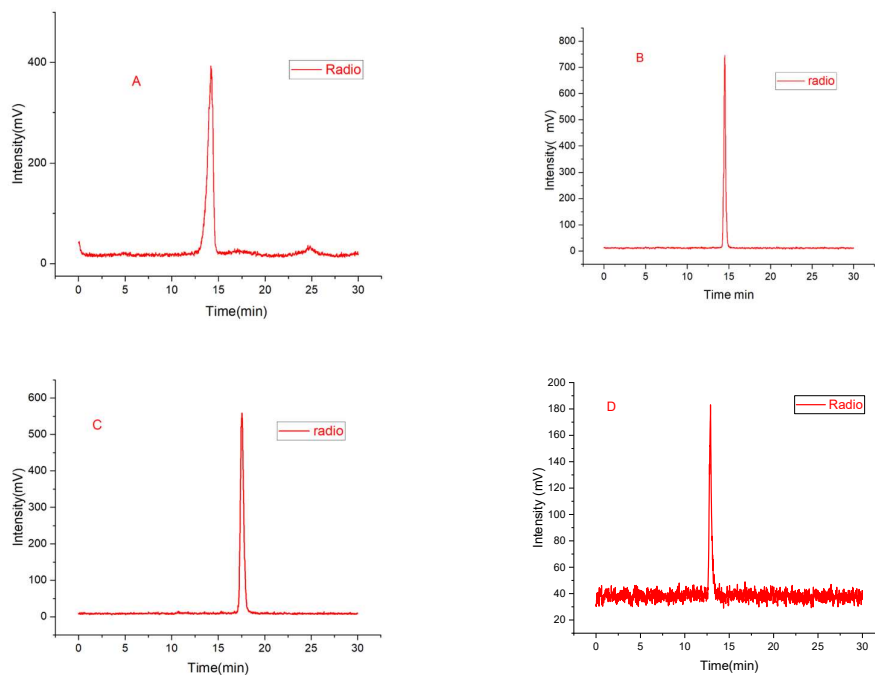 A
Radio
400
200
0
Intensity(mV)
0 5 10 15 20 25 30
Time(min)
B
radio
800
700
600
500
400
300
200
100
0
Intensity( mV)
0 5 10 15 20 25 30
Time min
C
radio
600
500
400
300
200
100
0
Intensity(mV)
0 5 10 15 20 25 30
Time(min)
D
Radio
200
180
160
140
120
100
80
60
40
20
Intensity (mV)
0 5 10 15 20 25 30
Time(min)